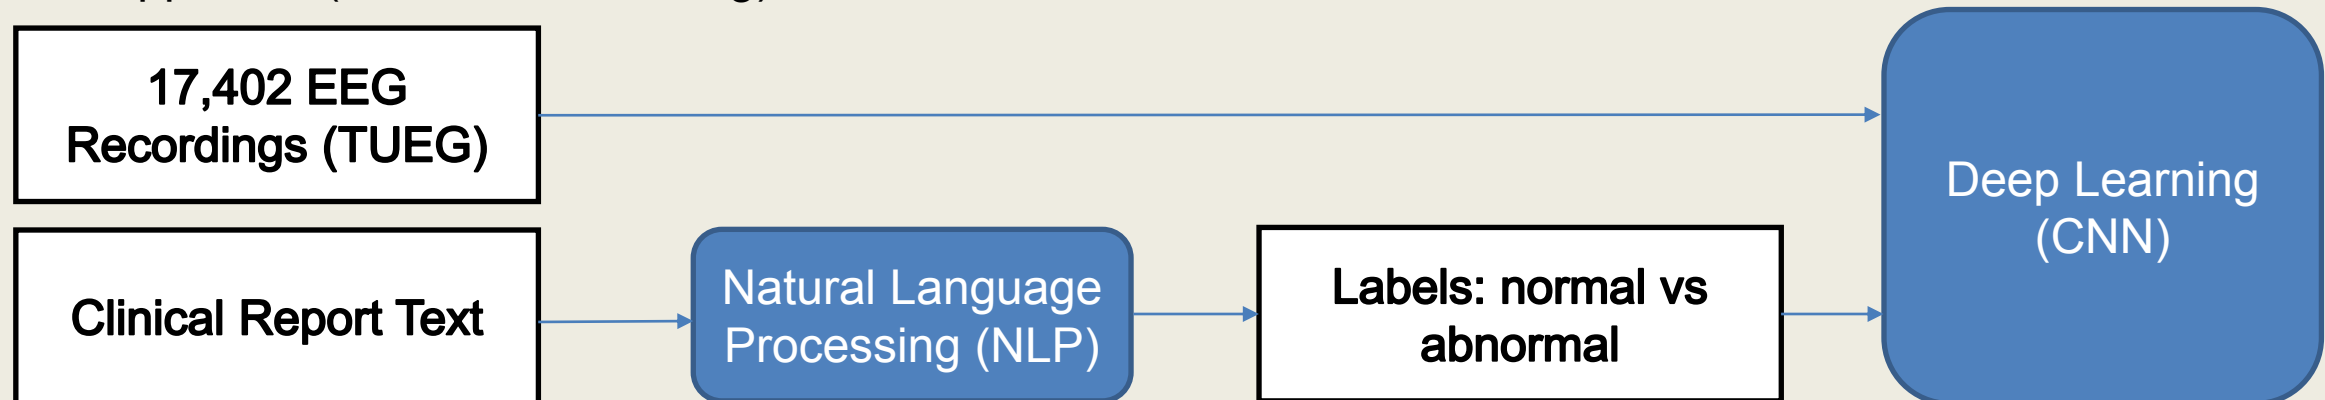 17,402 EEG
Recordings (TUEG)
Deep Learning
(CNN)
Clinical Report Text
Natural Language
Processing (NLP)
Labels: normal vs
abnormal